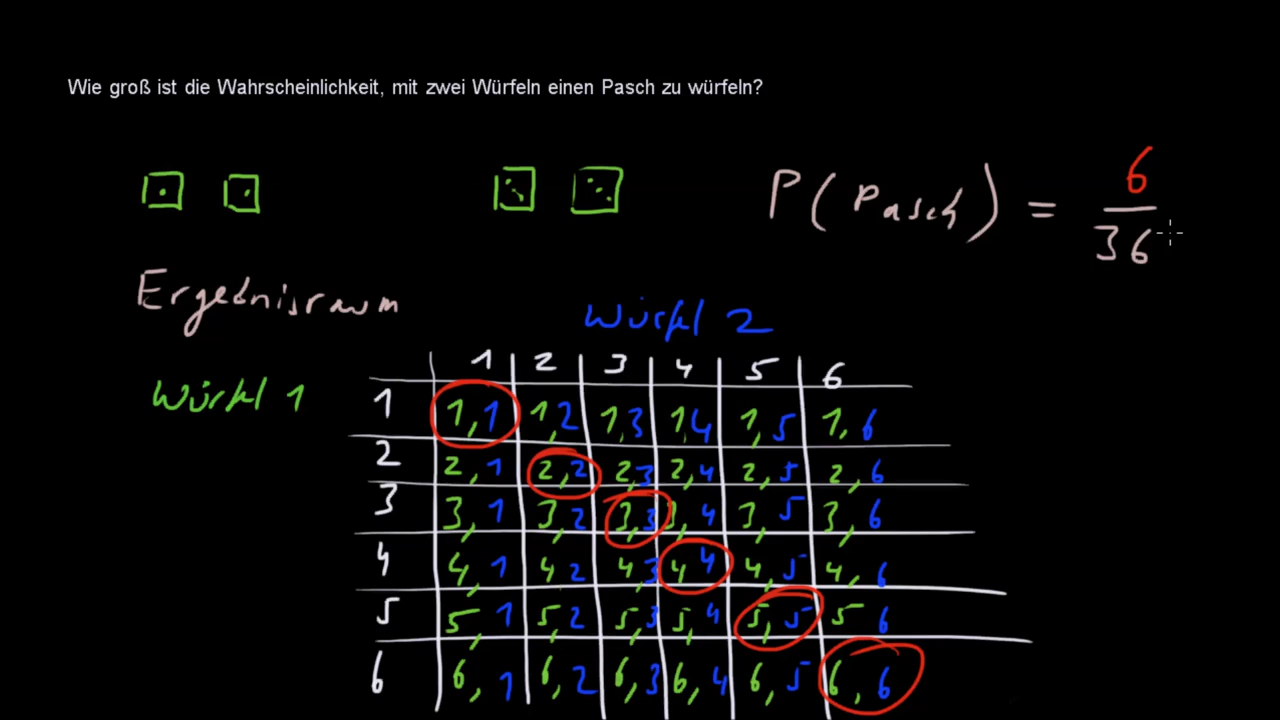 Wie groß ist die Wahrscheinlichkeit, mit zwei Würfeln einen Pasch zu würfeln?
P(Pasch) = 6/36
Ergebnisraum
Würfel 2
Würfel 1
1 2 3 4 5 6
1 1,1 1,2 1,3 1,4 1,5 1,6
2 2,1 2,2 2,3 2,4 2,5 2,6
3 3,1 3,2 3,3 3,4 3,5 3,6
4 4,1 4,2 4,3 4 4 4,5 4,6
5 5,1 5,2 5,3 5,4 5,5 5 6
6 6,1 6,2 6,3 6,4 6,5 6,6